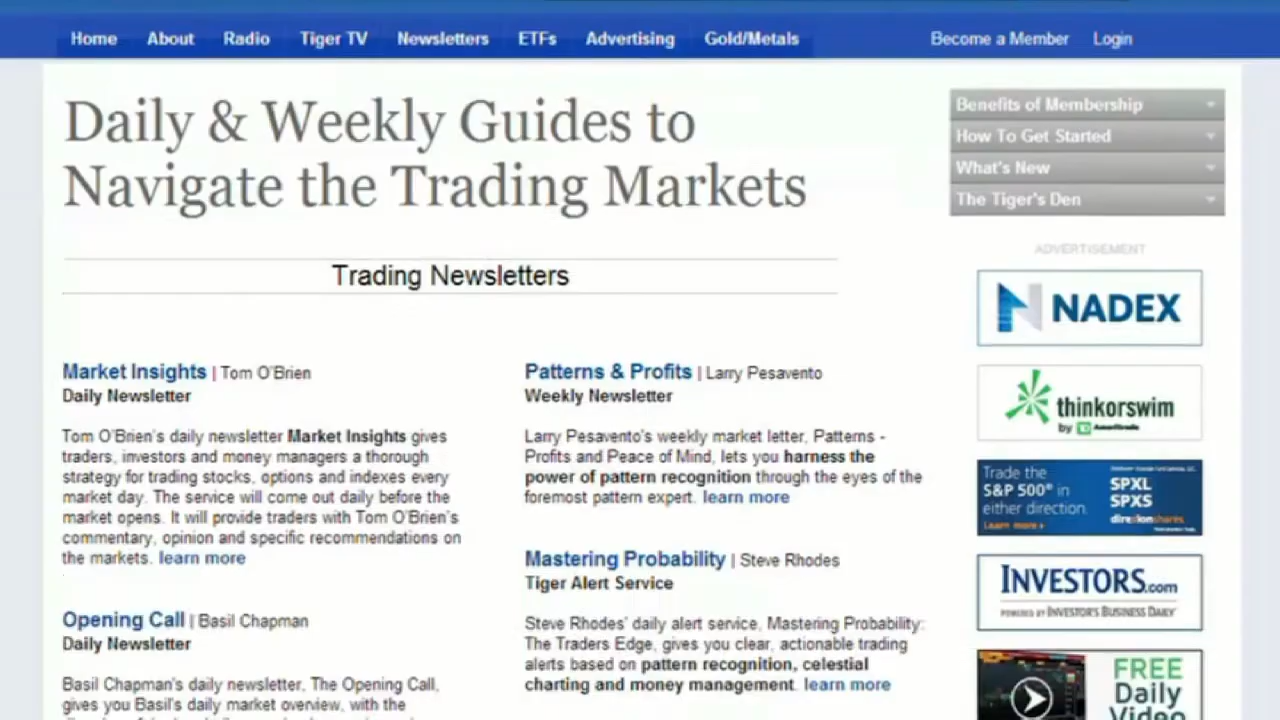 Home About Radio Tiger TV Newsletters ETFs Advertising Gold/Metals Become a Member Login
Daily & Weekly Guides to
Navigate the Trading Markets
Trading Newsletters
Market Insights | Tom O'Brien
Daily Newsletter
Tom O'Brien's daily newsletter Market Insights gives
traders, investors and money managers a thorough
strategy for trading stocks, options and indexes every
market day. The service will come out daily before the
market opens. It will provide traders with Tom O'Brien's
commentary, opinion and specific recommendations on
the markets. learn more
Opening Call | Basil Chapman
Daily Newsletter
Basil Chapman's daily newsletter, The Opening Call,
gives you Basil's daily market overview, with the
Patterns & Profits | Larry Pesavento
Weekly Newsletter
Larry Pesavento's weekly market letter, Patterns -
Profits and Peace of Mind, lets you harness the
power of pattern recognition through the eyes of the
foremost pattern expert. learn more
Mastering Probability | Steve Rhodes
Tiger Alert Service
Steve Rhodes' daily alert service, Mastering Probability:
The Traders Edge, gives you clear, actionable trading
alerts based on pattern recognition, celestial
charting and money management. learn more
Benefits of Membership
How To Get Started
What's New
The Tiger's Den
ADVERTISEMENT
NADEX
thinkorswim
by Ameritrade
Trade the
S&P 500® in
either direction.
Learn more
SPXL
SPXS
direxionshares
INVESTORS.com
POWERED BY INVESTOR'S BUSINESS DAILY
FREE
Daily
Video